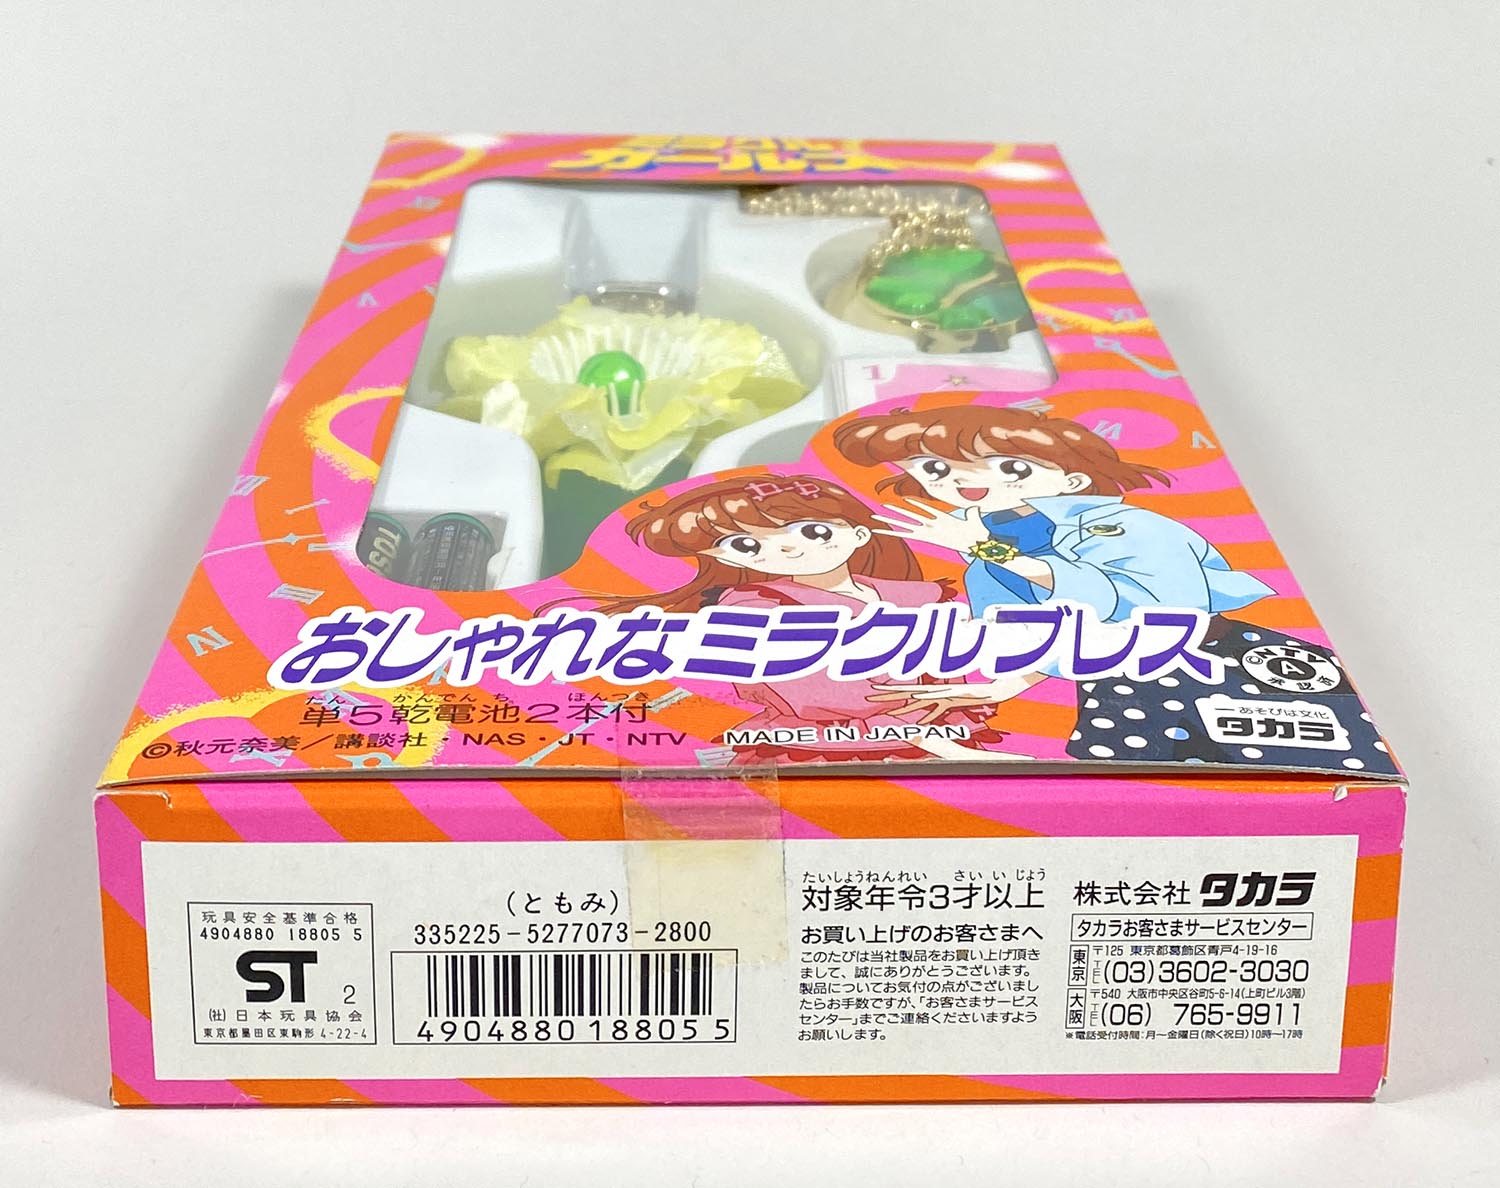 ミラクル
ガールズ
1
TOS
おしゃれなミラクルブレス
たん かんでんち ほんつき
単5乾電池2本付
©秋元奈美/講談社・NAS・JT・NTV
MADE IN JAPAN
©NTV
A
承認
あそびは文化
タカラ
玩具安全基準合格
4904880 18805 5
ST
2
(社)日本玩具協会
東京都墨田区東駒形 4-22-4
(ともみ)
335225-5277073-2800
4904880188055
たいしょうねんれい さい いじょう
対象年令3才以上
お買い上げのお客さまへ
このたびは当社製品をお買い上げ頂き
まして、誠にありがとうございます。
製品についてお気付の点がございまし
たらお手数ですが、「お客さまサービス
センター」までご連絡くださいますよう
お願いします。
株式会社 タカラ
タカラお客さまサービスセンター
東京 〒125 東京都葛飾区青戸4-19-16
TEL(03)3602-3030
大阪 〒540 大阪市中央区谷町5-6-14(上町ビル3階)
TEL(06) 765-9911
※電話受付時間:月〜金曜日(除く祝日)10時〜17時